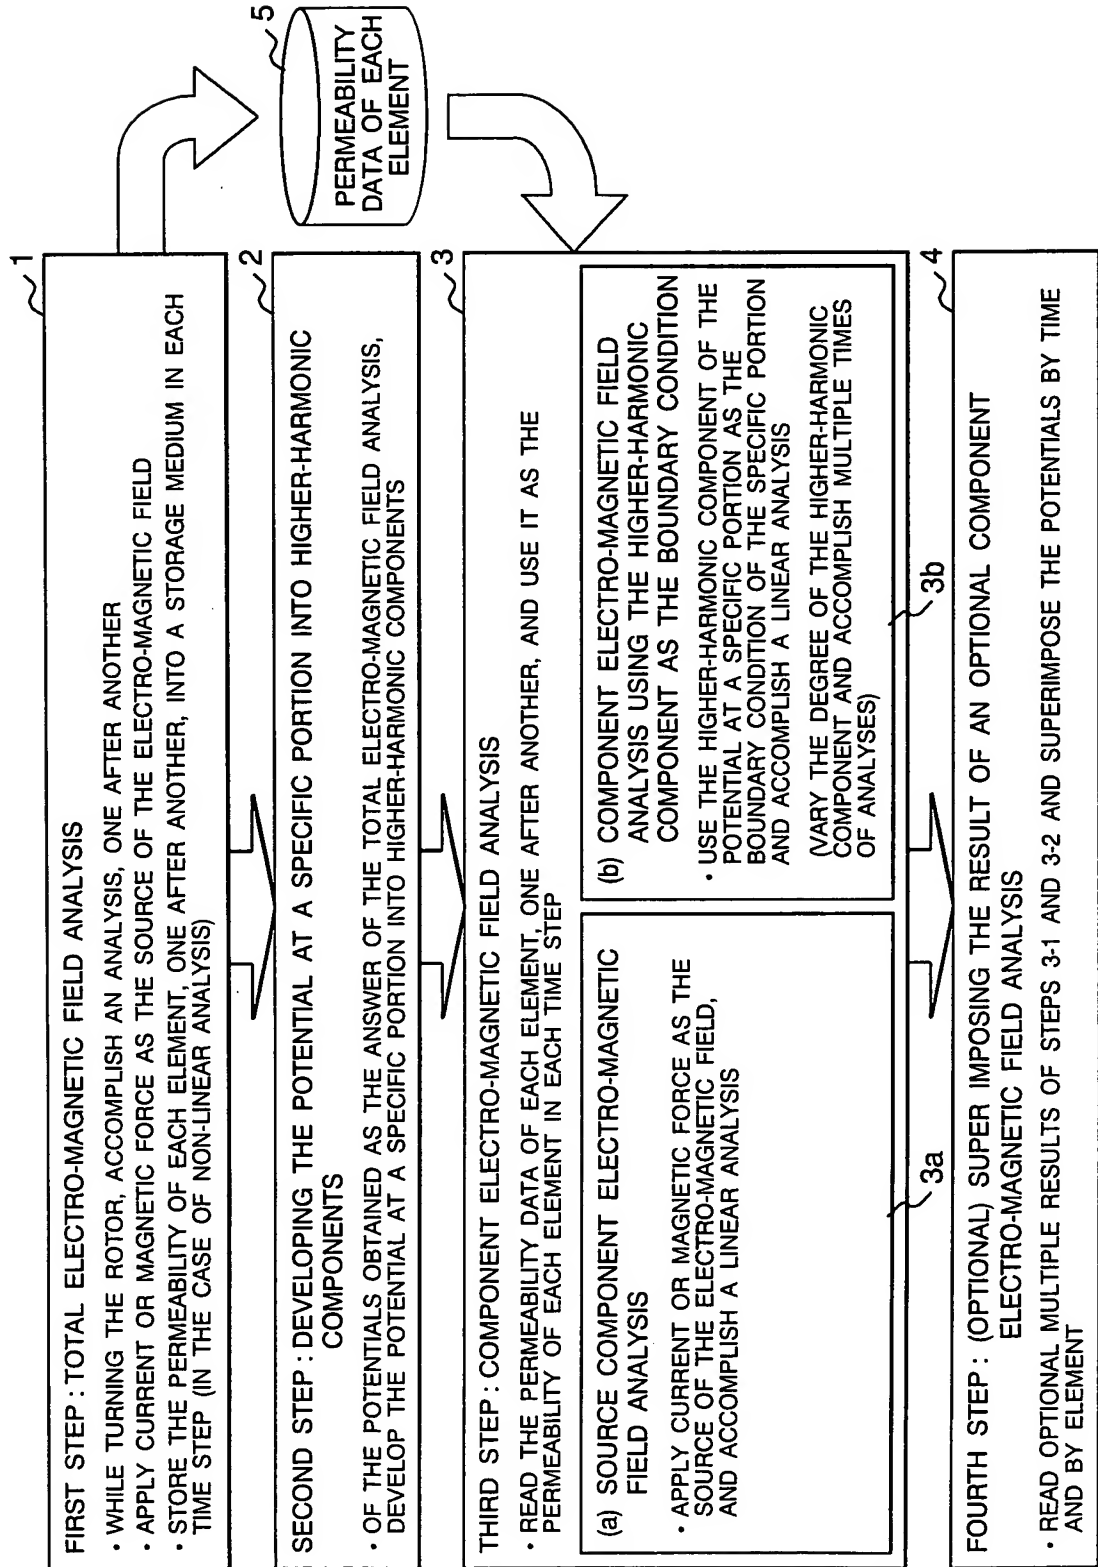 1
FIRST STEP : TOTAL ELECTRO-MAGNETIC FIELD ANALYSIS
• WHILE TURNING THE ROTOR, ACCOMPLISH AN ANALYSIS, ONE AFTER ANOTHER
• APPLY CURRENT OR MAGNETIC FORCE AS THE SOURCE OF THE ELECTRO-MAGNETIC FIELD
• STORE THE PERMEABILITY OF EACH ELEMENT, ONE AFTER ANOTHER, INTO A STORAGE MEDIUM IN EACH
TIME STEP (IN THE CASE OF NON-LINEAR ANALYSIS)
5
PERMEABILITY
DATA OF EACH
ELEMENT
2
SECOND STEP : DEVELOPING THE POTENTIAL AT A SPECIFIC PORTION INTO HIGHER-HARMONIC
COMPONENTS
• OF THE POTENTIALS OBTAINED AS THE ANSWER OF THE TOTAL ELECTRO-MAGNETIC FIELD ANALYSIS,
DEVELOP THE POTENTIAL AT A SPECIFIC PORTION INTO HIGHER-HARMONIC COMPONENTS
3
THIRD STEP : COMPONENT ELECTRO-MAGNETIC FIELD ANALYSIS
• READ THE PERMEABILITY DATA OF EACH ELEMENT, ONE AFTER ANOTHER, AND USE IT AS THE
PERMEABILITY OF EACH ELEMENT IN EACH TIME STEP
(a) SOURCE COMPONENT ELECTRO-MAGNETIC
FIELD ANALYSIS
• APPLY CURRENT OR MAGNETIC FORCE AS THE
SOURCE OF THE ELECTRO-MAGNETIC FIELD,
AND ACCOMPLISH A LINEAR ANALYSIS
3a
(b) COMPONENT ELECTRO-MAGNETIC FIELD
ANALYSIS USING THE HIGHER-HARMONIC
COMPONENT AS THE BOUNDARY CONDITION
• USE THE HIGHER-HARMONIC COMPONENT OF THE
POTENTIAL AT A SPECIFIC PORTION AS THE
BOUNDARY CONDITION OF THE SPECIFIC PORTION
AND ACCOMPLISH A LINEAR ANALYSIS
(VARY THE DEGREE OF THE HIGHER-HARMONIC
COMPONENT AND ACCOMPLISH MULTIPLE TIMES
OF ANALYSES)
3b
4
FOURTH STEP : (OPTIONAL) SUPER IMPOSING THE RESULT OF AN OPTIONAL COMPONENT
ELECTRO-MAGNETIC FIELD ANALYSIS
• READ OPTIONAL MULTIPLE RESULTS OF STEPS 3-1 AND 3-2 AND SUPERIMPOSE THE POTENTIALS BY TIME
AND BY ELEMENT